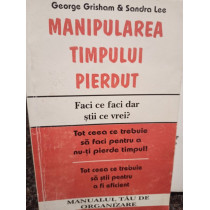 George Grisham & Sandra Lee
MANIPULAREA
TIMPULUI
PIERDUT
Faci ce faci dar
știi ce vrei?
Tot ceea ce trebuie
să faci pentru a
nu-ți pierde timpul!
Tot ceea ce trebuie
să știi pentru
a fi eficient
MANUALUL TĂU DE
ORGANIZARE